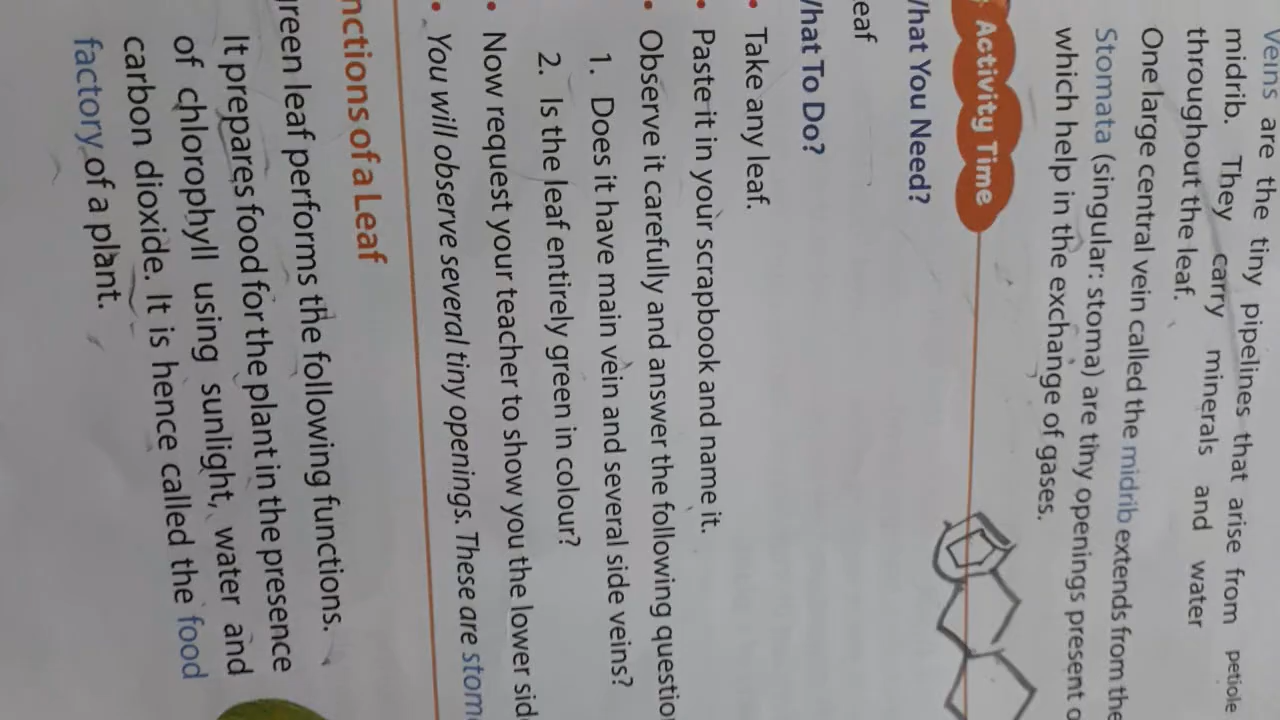 Veins are the tiny pipelines that arise from
midrib. They carry minerals and water
throughout the leaf.
petiole
One large central vein called the midrib extends from the
Stomata (singular: stoma) are tiny openings present
which help in the exchange of gases.
Activity Time
What You Need?
eaf
What To Do?
• Take any leaf.
• Paste it in your scrapbook and name it.
• Observe it carefully and answer the following
1. Does it have main vein and several side veins?
2. Is the leaf entirely green in colour?
• Now request your teacher to show you the lower
• You will observe several tiny openings. These are
nctions of a Leaf
reen leaf performs the following functions.
It prepares food for the plant in the presence
of chlorophyll using sunlight, water and
carbon dioxide. It is hence called the food
factory of a plant.